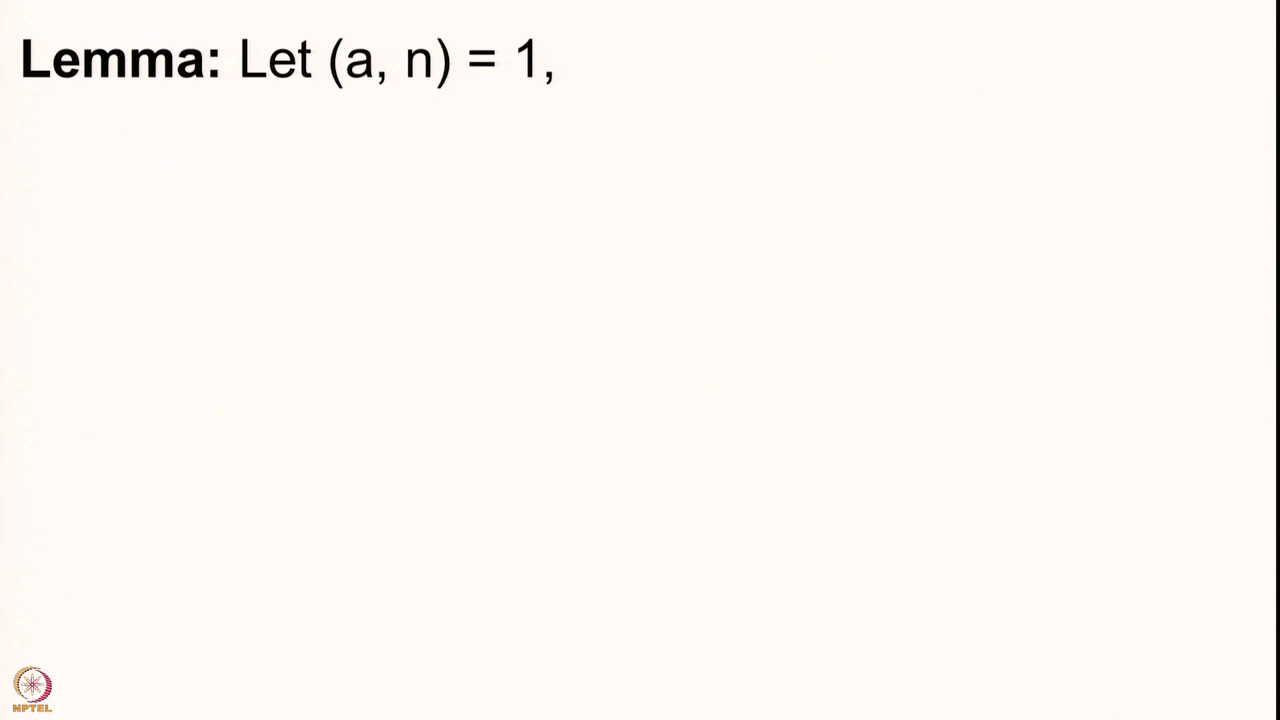 Lemma: Let (a, n) = 1,
NPTEL